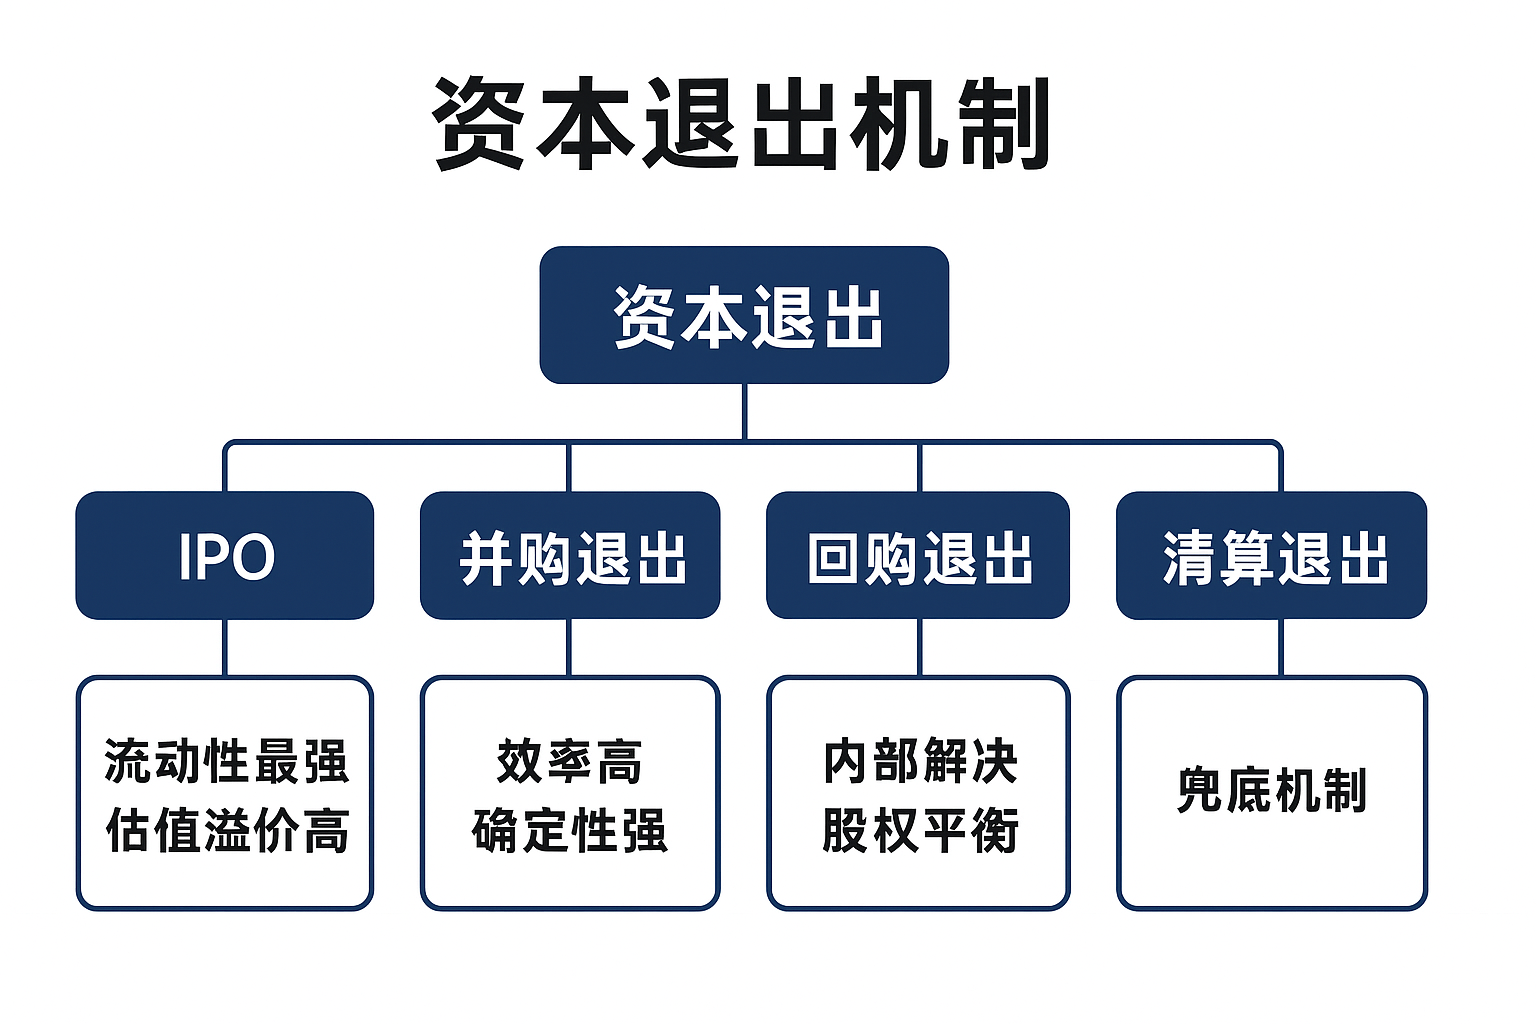 资本退出机制
资本退出
IPO
并购退出
回购退出
清算退出
流动性最强
估值溢价高
效率高
确定性强
内部解决
股权平衡
兜底机制